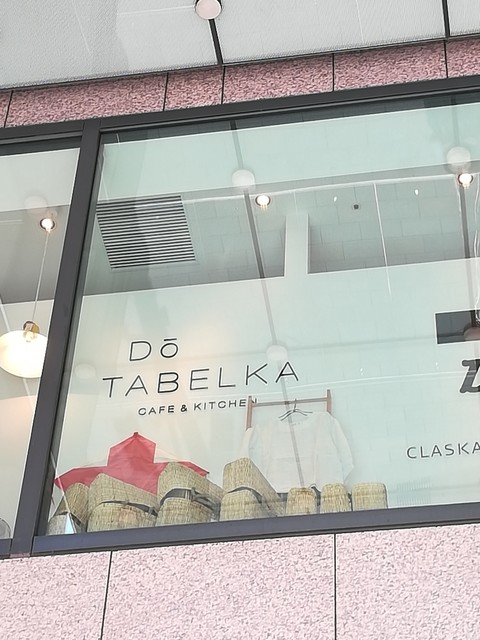 Dō
TABELKA
CAFE & KITCHEN
CLASKA